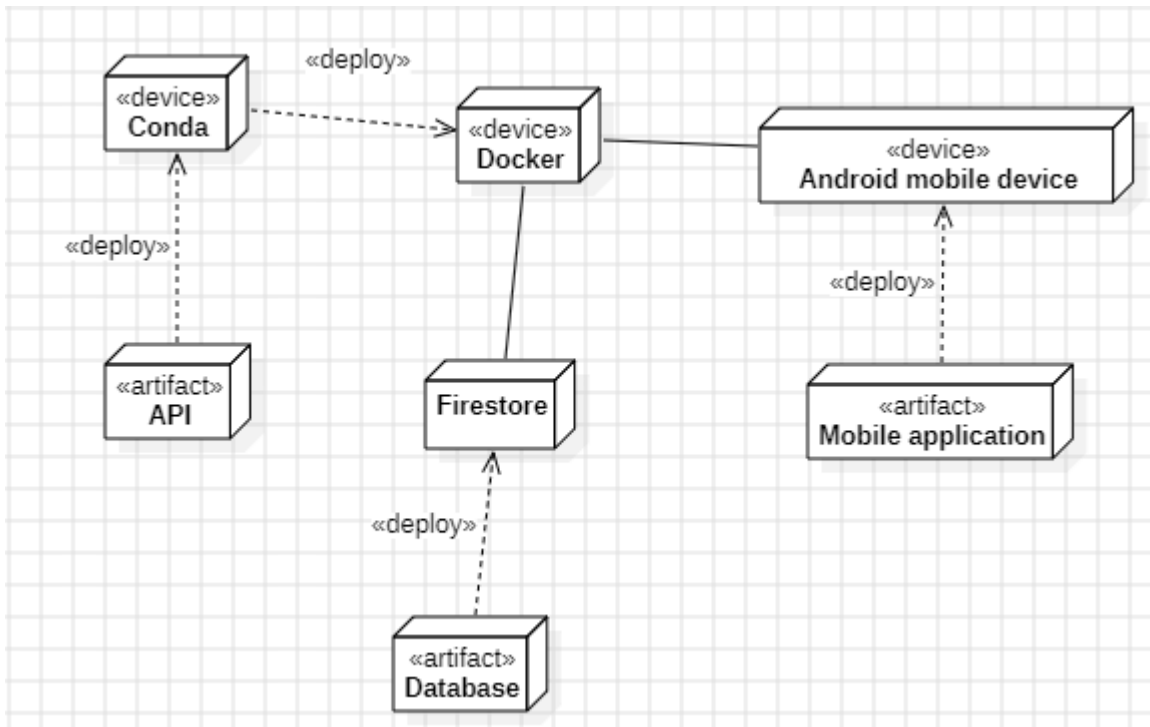 «deploy»
«device»
Conda
«device»
Docker
«device»
Android mobile device
«deploy»
«deploy»
«artifact»
API
Firestore
«artifact»
Mobile application
«deploy»
«artifact»
Database